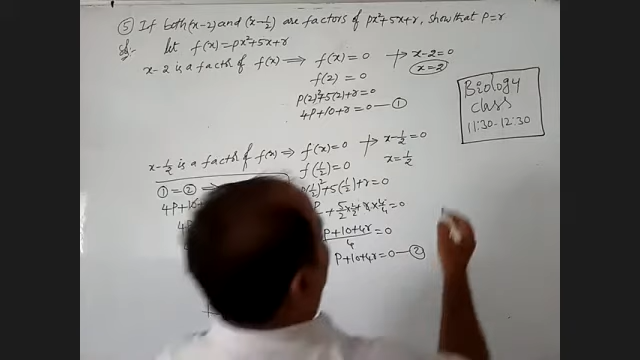 ⑤ If both (x-2) and (x-1/2) are factors of px²+5x+r, show that P=r
Sol: let f(x)=px²+5x+r
x-2 is a factor of f(x) ⟹ f(x)=0 → x-2=0
f(2)=0 x=2
P(2)²+5(2)+r=0
4P+10+r=0 — ①
Biology
class
11:30-12:30
x-1/2 is a factor of f(x) ⟹ f(x)=0 → x-1/2=0
f(1/2)=0 x=1/2
①=②
(1/2)²+5(1/2)+r=0
4P+10
+5/2×2/2+r×4/4=0
P+10+4r/4=0
P+10+4r=0 — ②